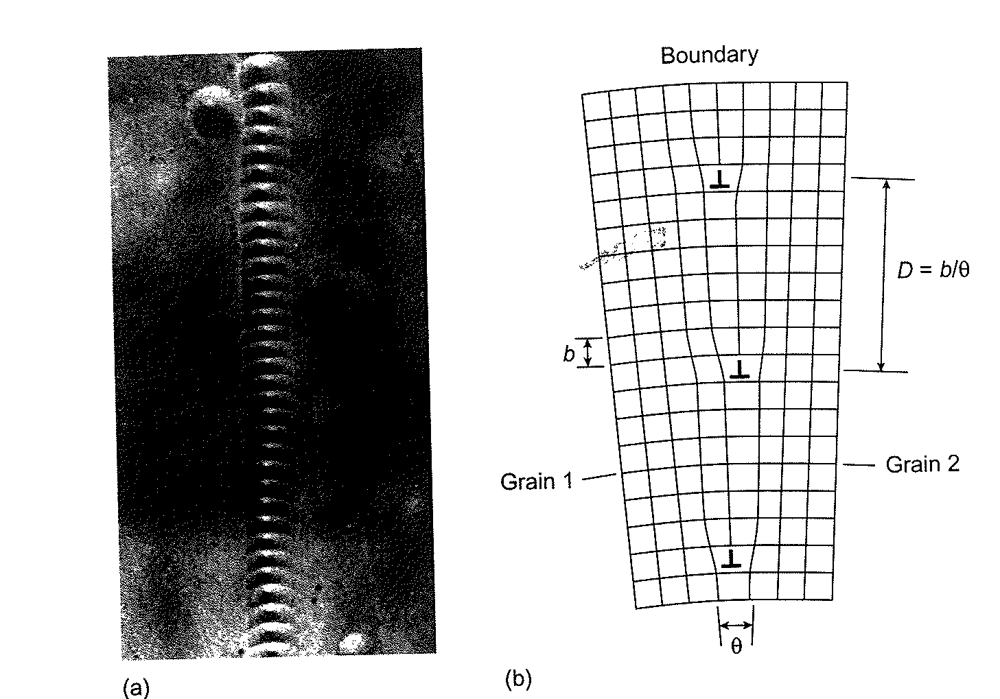 Boundary
D = b/θ
b
Grain 1
Grain 2
θ
(a)
(b)